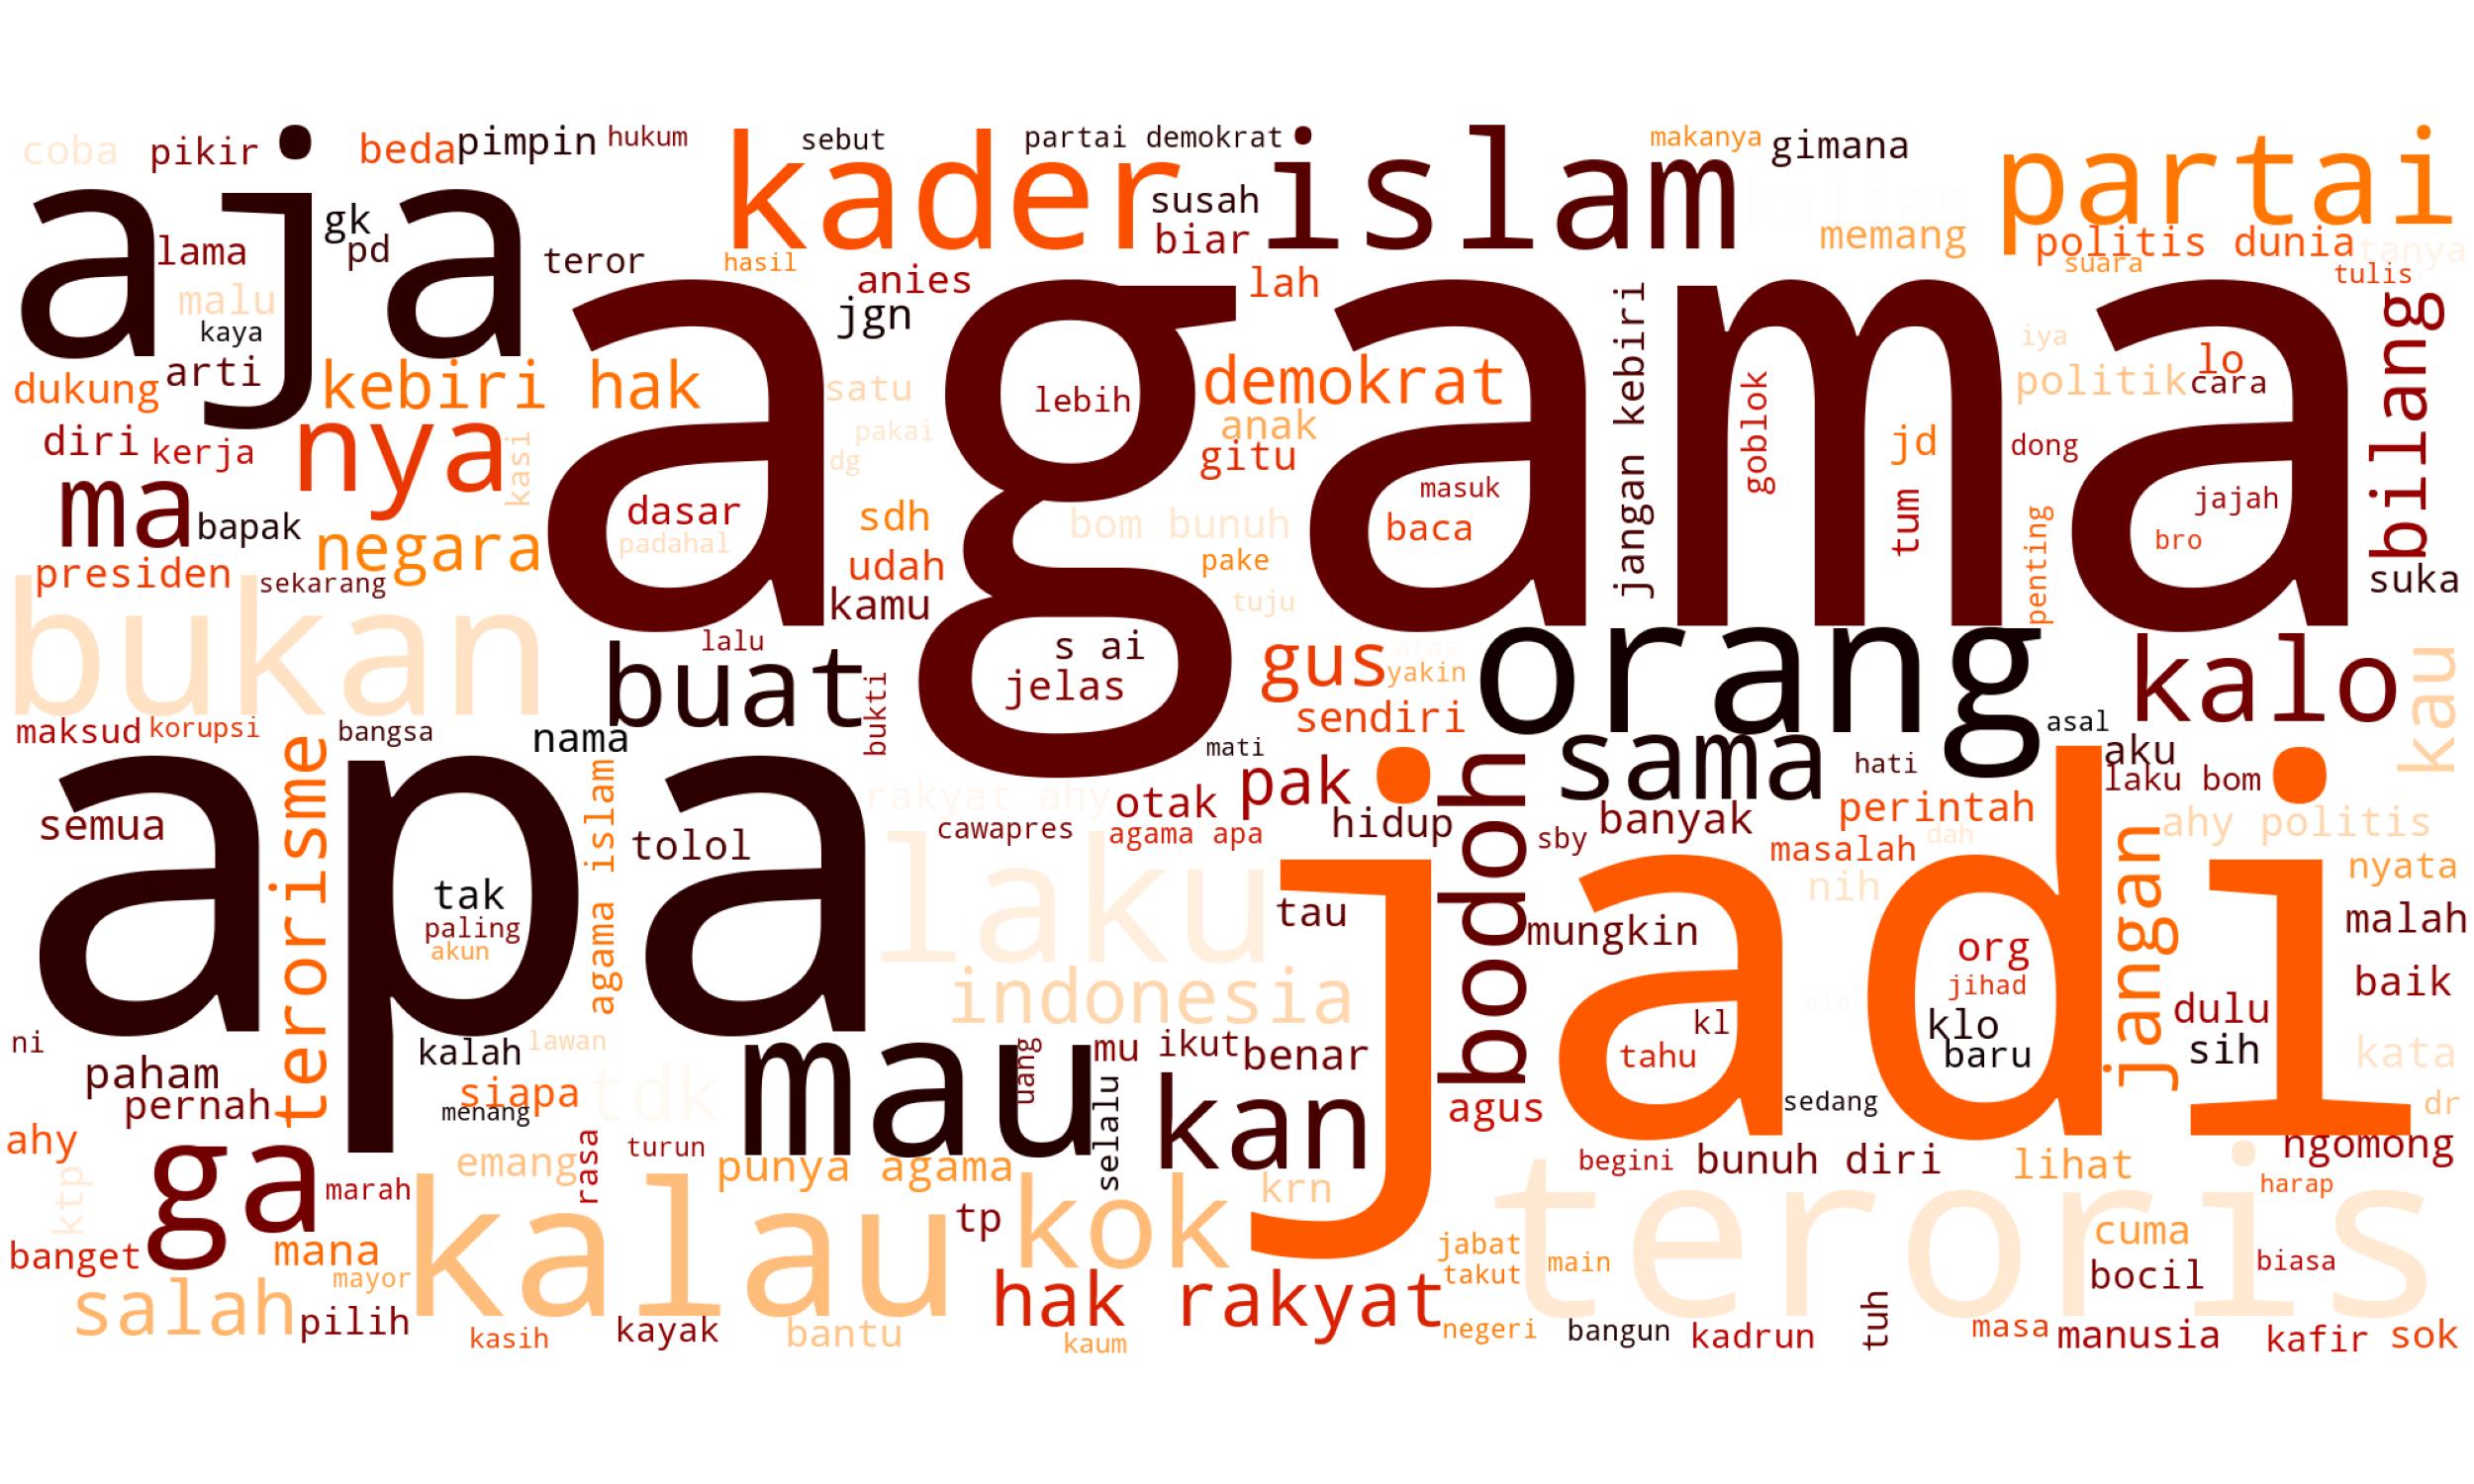 coba
pikir
beda
pimpin
hukum
sebut
partai demokrat
makanya
gimana
aja
kader
islam
partai
gk
pd
lama
teror
hasil
susah
biar
memang
politis dunia
tanya
suara
tulis
malu
kaya
anies
jgn
lah
agama
jangan kebiri
bilang
arti
dukung
kebiri hak
satu
lebih
demokrat
anak
goblok
iya
lo
politik
cara
diri
kerja
nya
kasi
pakai
dg
gitu
jd
dong
ma
bapak
dasar
padahal
sdh
bom bunuh
masuk
baca
tum
penting
jajah
bro
negara
presiden
sekarang
udah
kamu
pake
tuju
suka
bukan
lalu
buat
bukti
s ai
jelas
gus
yakin
sendiri
orang
kalo
kau
maksud
korupsi
bangsa
nama
mati
sama
asal
aku
hati
laku bom
apa
terorisme
agama islam
semua
tolol
rakyat ahy
otak
pak
cawapres
agama apa
hidup
bodoh
sby
banyak
perintah
masalah
dah
nih
jangan
ahy politis
nyata
tak
paling
akun
laku
indonesia
tau
jadi
mungkin
org
jihad
klo
baru
kl
tahu
dulu
sih
malah
baik
kata
dr
ni
paham
pernah
kalah
lawan
siapa
menang
tdk
mau
uang
mu
ikut
benar
selalu
kan
agus
sedang
ahy
ktp
ga
marah
emang
rasa
turun
punya agama
begini
bunuh diri
lihat
ngomong
harap
banget
mana
mayor
kalau
tp
kok
krn
teroris
jabat
takut
main
cuma
bocil
biasa
salah
pilih
kasih
kayak
bantu
hak rakyat
kaum
negeri
bangun
kadrun
tuh
masa
manusia
kafir
sok